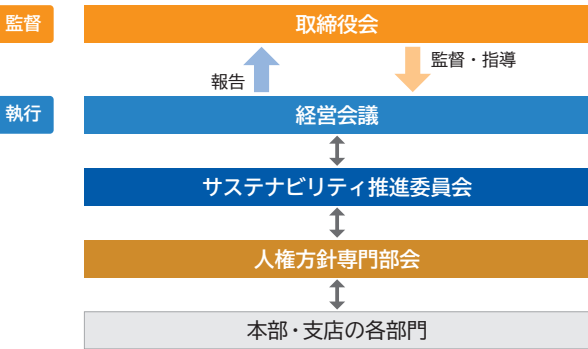 監督
取締役会
報告
監督・指導
執行
経営会議
サステナビリティ推進委員会
人権方針専門部会
本部・支店の各部門